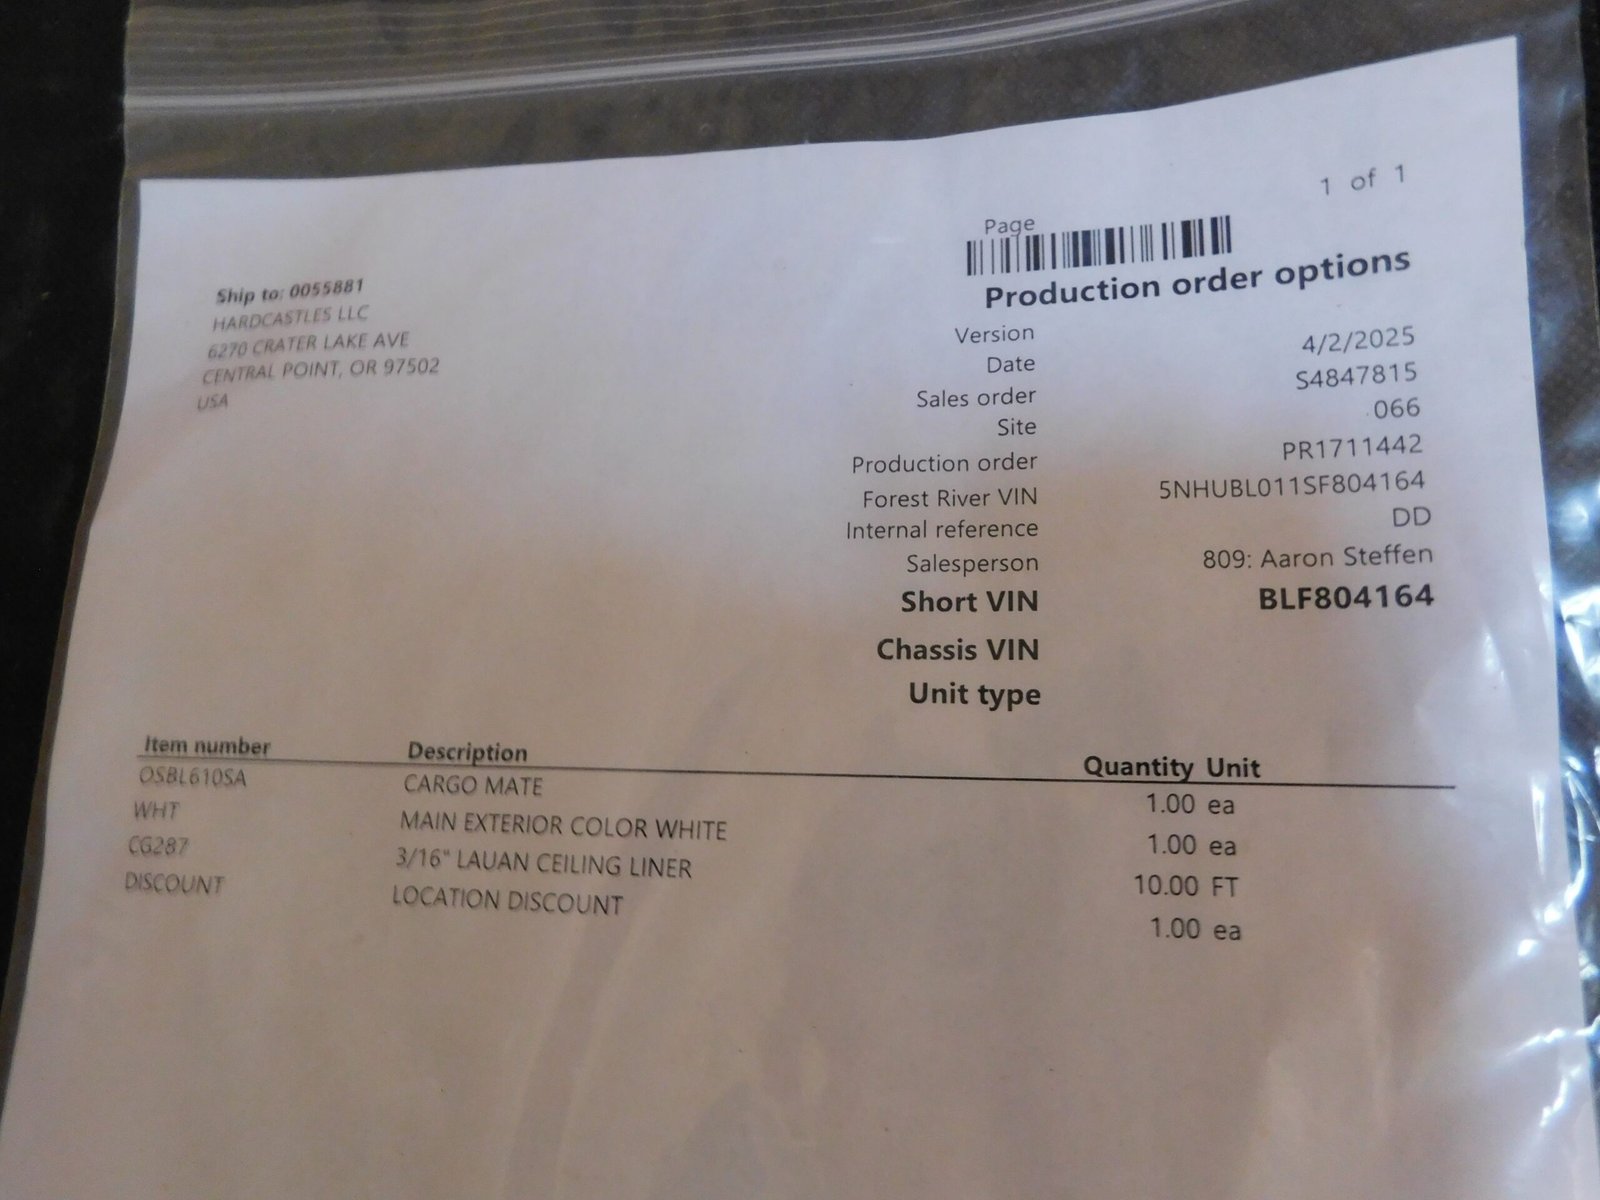 1 of 1
Page
Production order options
Ship to: 0055881
HARDCASTLES LLC
6270 CRATER LAKE AVE
CENTRAL POINT, OR 97502
USA
Version
Date 4/2/2025
Sales order S4847815
Site 066
Production order PR1711442
Forest River VIN 5NHUBL011SF804164
Internal reference DD
Salesperson 809: Aaron Steffen
Short VIN BLF804164
Chassis VIN
Unit type
Item number Description Quantity Unit
OSBL610SA CARGO MATE 1.00 ea
WHT MAIN EXTERIOR COLOR WHITE 1.00 ea
CG287 3/16" LAUAN CEILING LINER 10.00 FT
DISCOUNT LOCATION DISCOUNT 1.00 ea